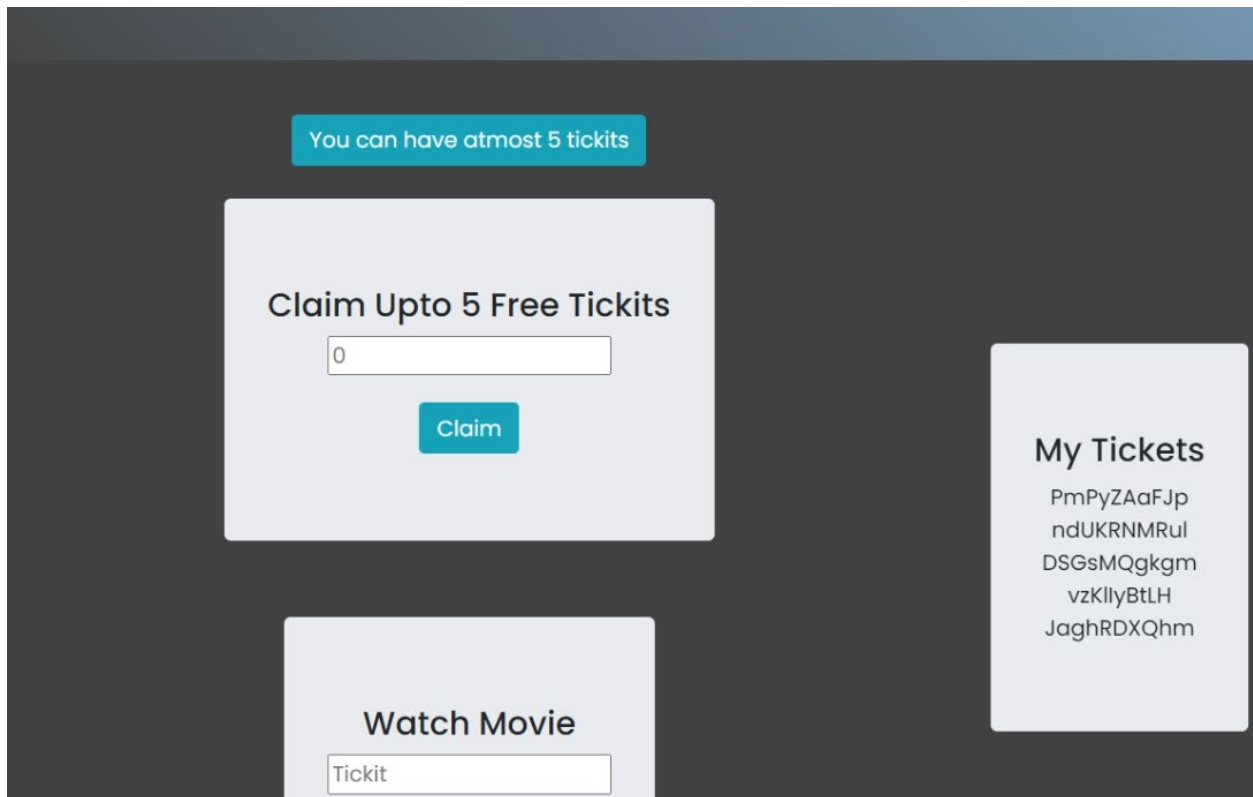 You can have atmost 5 tickits
Claim Upto 5 Free Tickits
0
Claim
My Tickets
PmPyZAaFJp
ndUKRNMRul
DSGsMQgkgm
vzKlIyBtLH
JaghRDXQhm
Watch Movie
Tickit